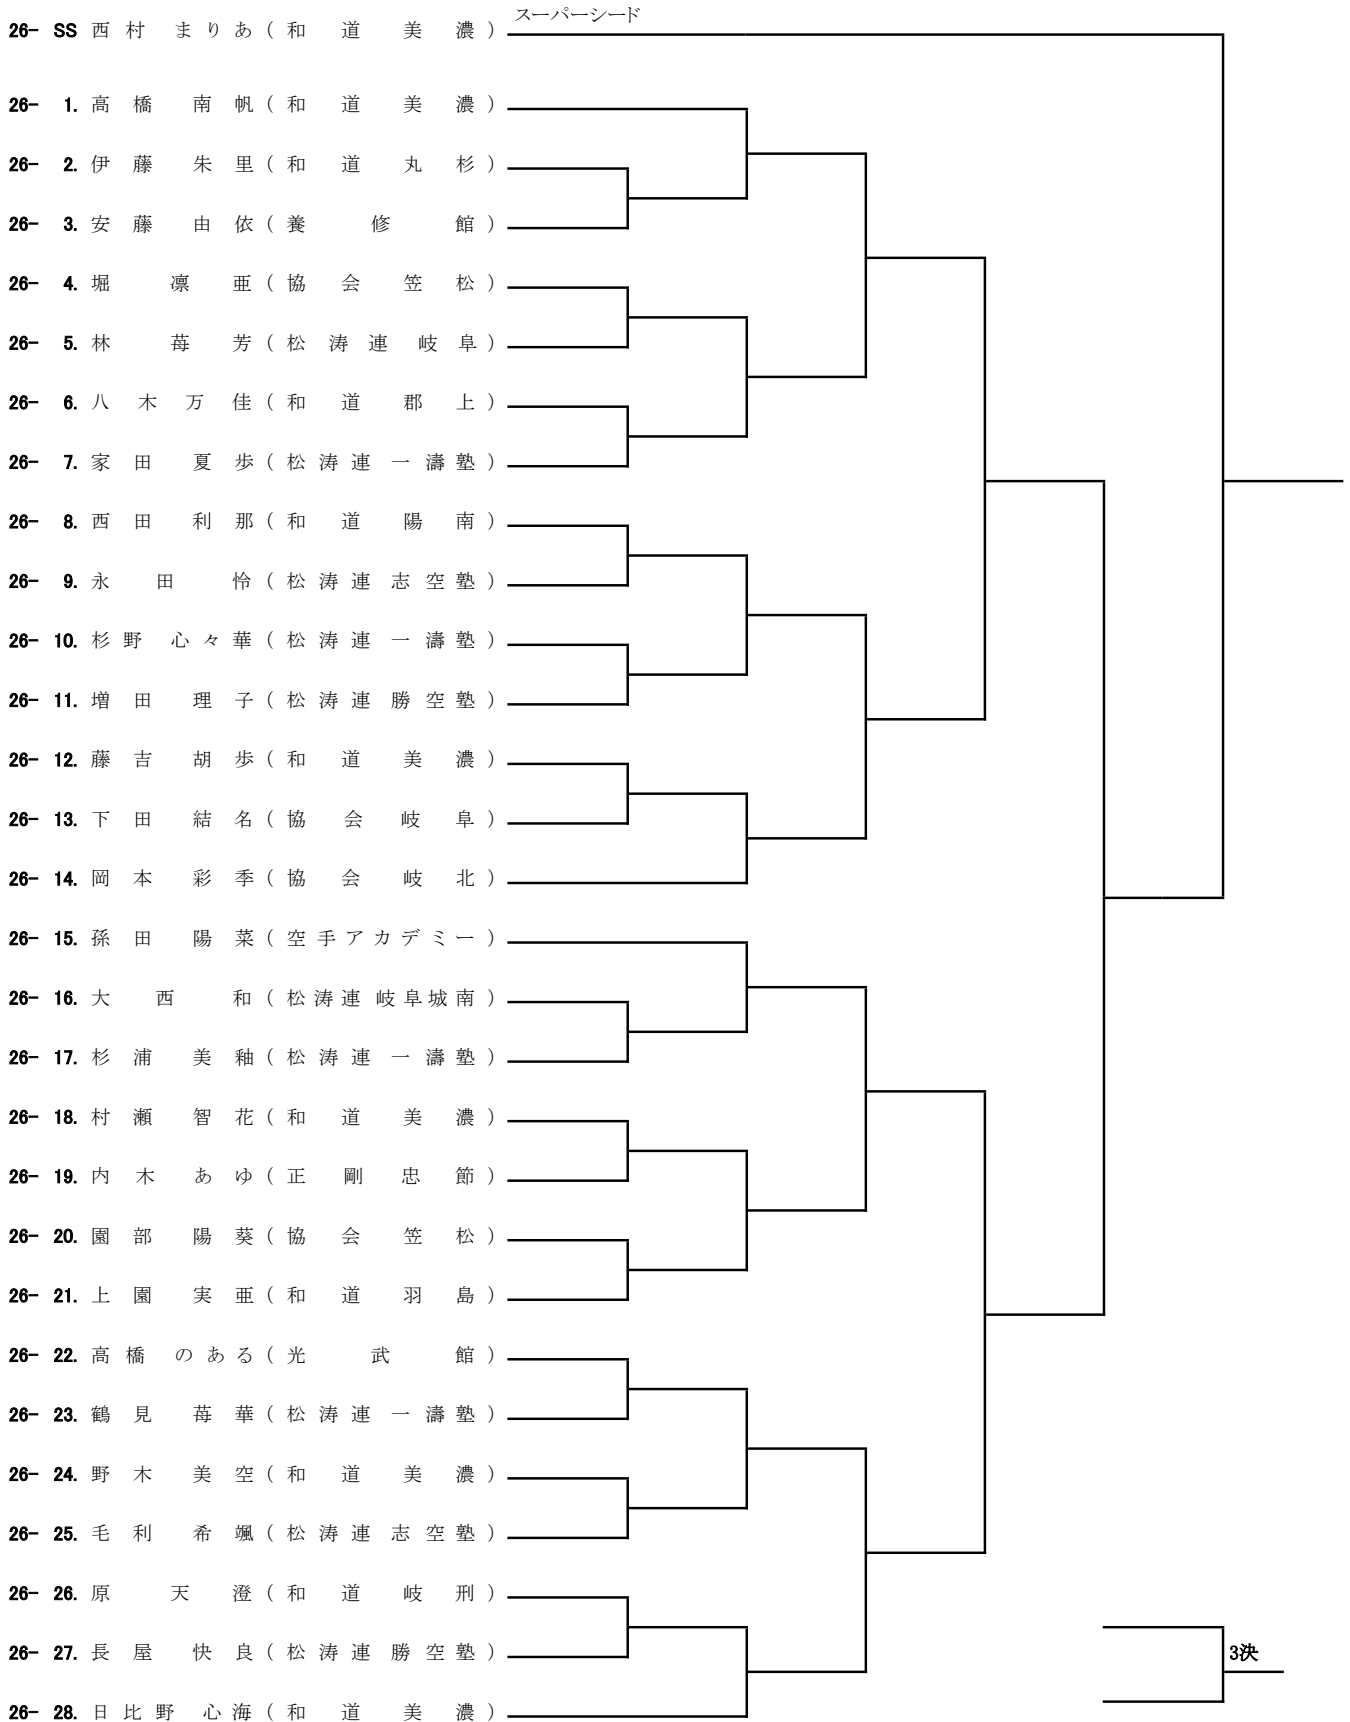 スーパーシード
26- SS 西村 まりあ (和道美濃)
26- 1. 高橋 南帆 (和道美濃)
26- 2. 伊藤 朱里 (和道丸杉)
26- 3. 安藤 由依 (養修館)
26- 4. 堀 凛亜 (協会笠松)
26- 5. 林 苺芳 (松涛連岐阜)
26- 6. 八木 万佳 (和道郡上)
26- 7. 家田 夏歩 (松涛連一濤塾)
26- 8. 西田 利那 (和道陽南)
26- 9. 永田 怜 (松涛連志空塾)
26- 10. 杉野 心々華 (松涛連一濤塾)
26- 11. 増田 理子 (松涛連勝空塾)
26- 12. 藤吉 胡歩 (和道美濃)
26- 13. 下田 結名 (協会岐阜)
26- 14. 岡本 彩季 (協会岐北)
26- 15. 孫田 陽菜 (空手アカデミー)
26- 16. 大西 和 (松涛連岐阜城南)
26- 17. 杉浦 美釉 (松涛連一濤塾)
26- 18. 村瀬 智花 (和道美濃)
26- 19. 内木 あゆ (正剛忠節)
26- 20. 園部 陽葵 (協会笠松)
26- 21. 上園 実亜 (和道羽島)
26- 22. 高橋 のある (光武館)
26- 23. 鶴見 苺華 (松涛連一濤塾)
26- 24. 野木 美空 (和道美濃)
26- 25. 毛利 希颯 (松涛連志空塾)
26- 26. 原 天澄 (和道岐刑)
26- 27. 長屋 快良 (松涛連勝空塾)
3決
26- 28. 日比野 心海 (和道美濃)